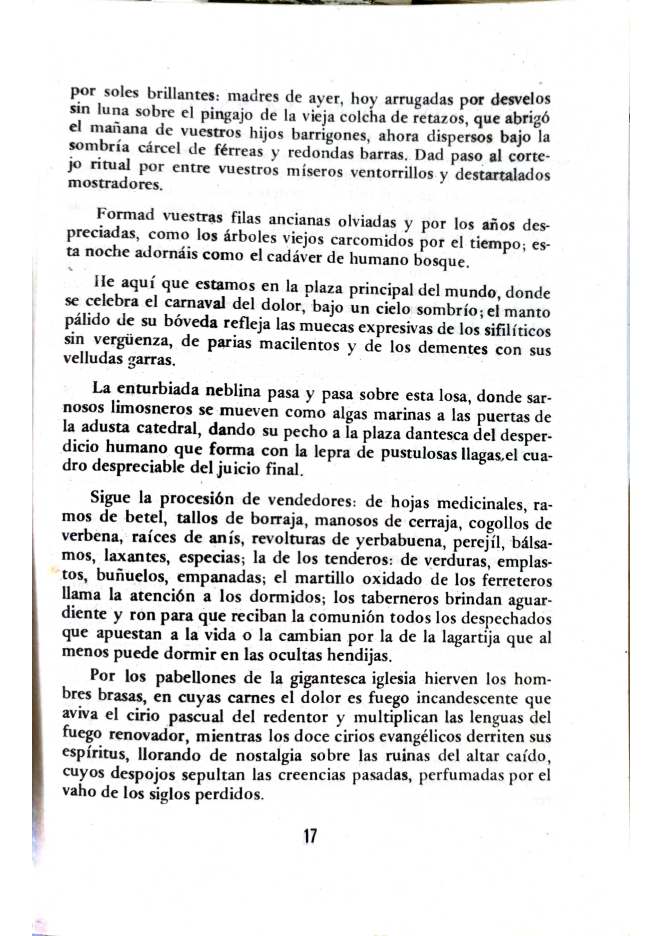 por soles brillantes: madres de ayer, hoy arrugadas por desvelos
sin luna sobre el pingajo de la vieja colcha de retazos, que abrigó
el mañana de vuestros hijos barrigones, ahora dispersos bajo la
sombría cárcel de férreas y redondas barras. Dad paso al corte-
jo ritual por entre vuestros míseros ventorrillos y destartalados
mostradores.
Formad vuestras filas ancianas olviadas y por los años des-
preciadas, como los árboles viejos carcomidos por el tiempo; es-
ta noche adornáis como el cadáver de humano bosque.
He aquí que estamos en la plaza principal del mundo, donde
se celebra el carnaval del dolor, bajo un cielo sombrío; el manto
pálido de su bóveda refleja las muecas expresivas de los sifilíticos
sin vergüenza, de parias macilentos y de los dementes con sus
velludas garras.
La enturbiada neblina pasa y pasa sobre esta losa, donde sar-
nosos limosneros se mueven como algas marinas a las puertas de
la adusta catedral, dando su pecho a la plaza dantesca del desper-
dicio humano que forma con la lepra de pustulosas llagas, el cua-
dro despreciable del juicio final.
Sigue la procesión de vendedores: de hojas medicinales, ra-
mos de betel, tallos de borraja, manosos de cerraja, cogollos de
verbena, raíces de anís, revolturas de yerbabuena, perejíl, bálsa-
mos, laxantes, especias; la de los tenderos: de verduras, emplas-
tos, buñuelos, empanadas; el martillo oxidado de los ferreteros
llama la atención a los dormidos; los taberneros brindan aguar-
diente y ron para que reciban la comunión todos los despechados
que apuestan a la vida o la cambian por la de la lagartija que al
menos puede dormir en las ocultas hendijas.
Por los pabellones de la gigantesca iglesia hierven los hom-
bres brasas, en cuyas carnes el dolor es fuego incandescente que
aviva el cirio pascual del redentor y multiplican las lenguas del
fuego renovador, mientras los doce cirios evangélicos derriten sus
espíritus, llorando de nostalgia sobre las ruinas del altar caído,
cuyos despojos sepultan las creencias pasadas, perfumadas por el
vaho de los siglos perdidos.
17